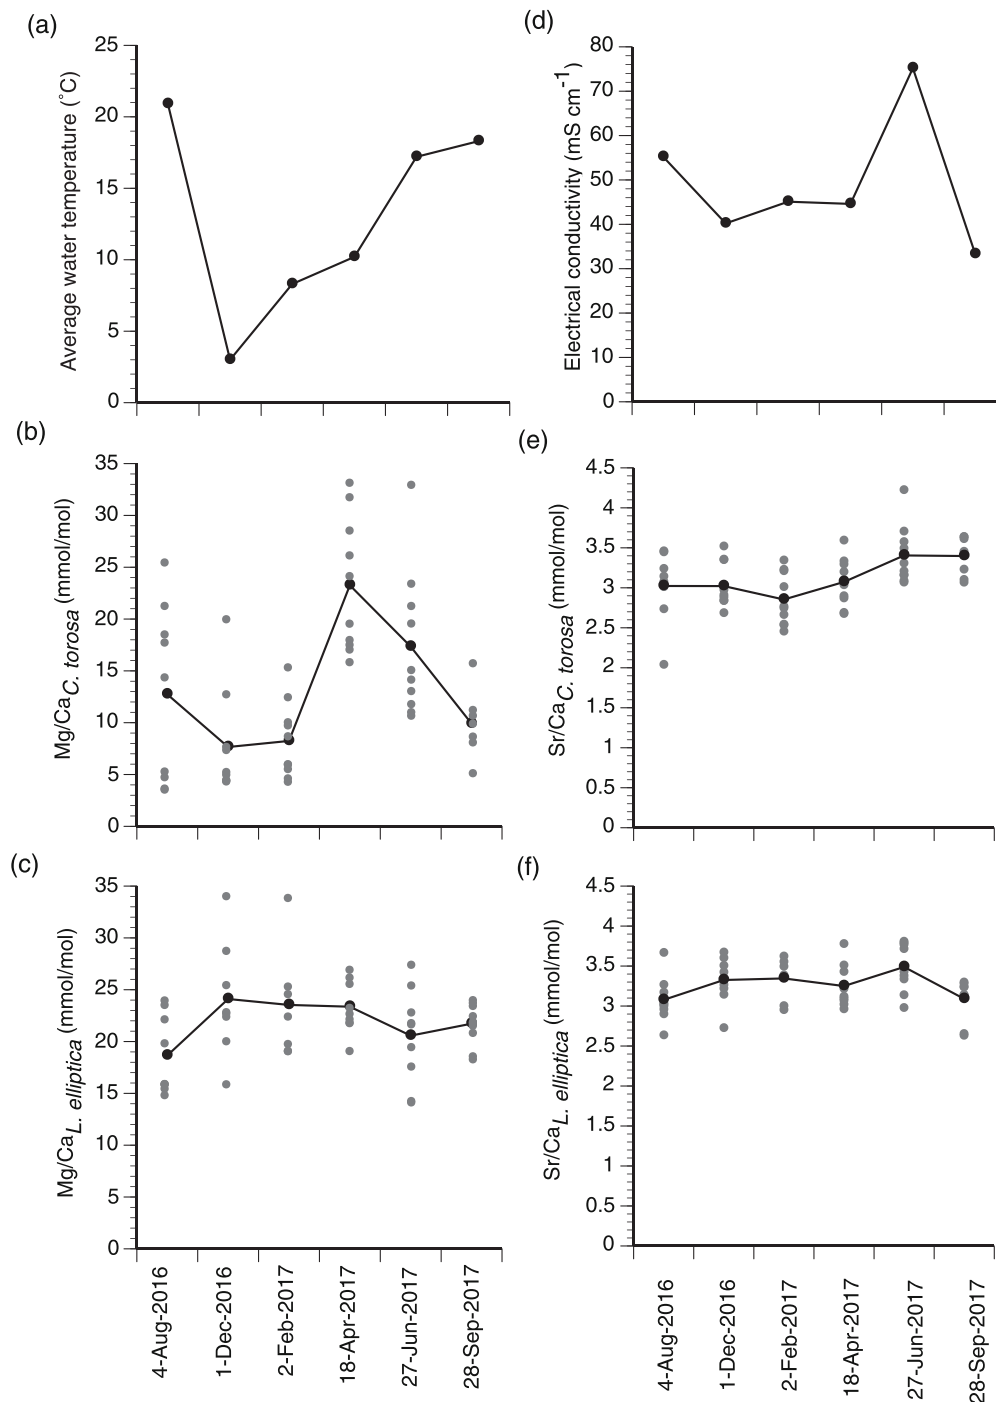 (a)
Average water temperature (˚C)
25
20
15
10
5
0
(d)
Electrical conductivity (mS cm-1)
80
70
60
50
40
30
20
10
0
(b)
Mg/CaC. torosa (mmol/mol)
35
30
25
20
15
10
5
0
(e)
Sr/CaC. torosa (mmol/mol)
4.5
4
3.5
3
2.5
2
1.5
1
0.5
0
(c)
Mg/CaL. elliptica (mmol/mol)
35
30
25
20
15
10
5
0
4-Aug-2016
1-Dec-2016
2-Feb-2017
18-Apr-2017
27-Jun-2017
28-Sep-2017
(f)
Sr/CaL. elliptica (mmol/mol)
4.5
4
3.5
3
2.5
2
1.5
1
0.5
0
4-Aug-2016
1-Dec-2016
2-Feb-2017
18-Apr-2017
27-Jun-2017
28-Sep-2017